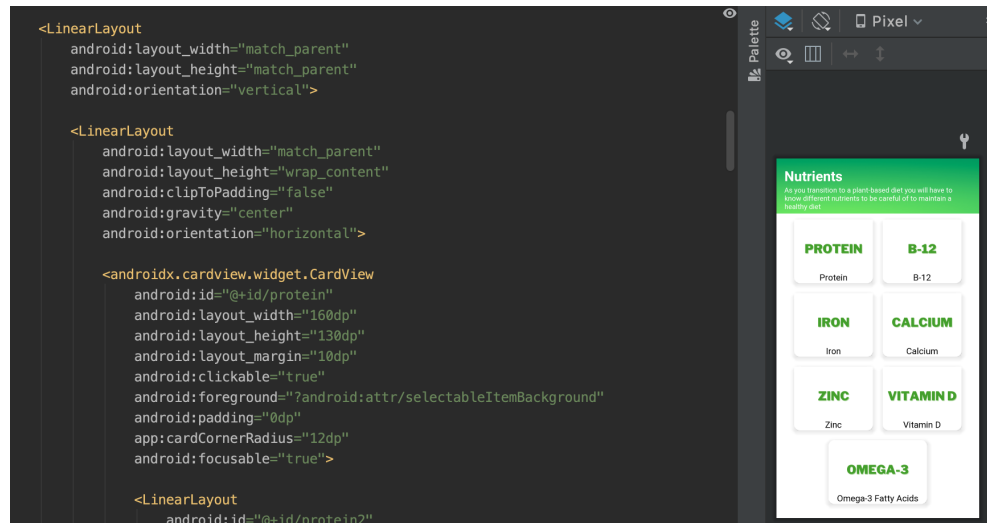 <LinearLayout
android:layout_width="match_parent"
android:layout_height="match_parent"
android:orientation="vertical">
<LinearLayout
android:layout_width="match_parent"
android:layout_height="wrap_content"
android:clipToPadding="false"
android:gravity="center"
android:orientation="horizontal">
<androidx.cardview.widget.CardView
android:id="@+id/protein"
android:layout_width="160dp"
android:layout_height="130dp"
android:layout_margin="10dp"
android:clickable="true"
android:foreground="?android:attr/selectableItemBackground"
android:padding="0dp"
app:cardCornerRadius="12dp"
android:focusable="true">
<LinearLayout
android:id="@+id/protein2"
Palette
Pixel
Nutrients
As you transition to a plant-based diet you will have to
know different nutrients to be careful of to maintain a
healthy diet
PROTEIN
Protein
B-12
B-12
IRON
Iron
CALCIUM
Calcium
ZINC
Zinc
VITAMIN D
Vitamin D
OMEGA-3
Omega-3 Fatty Acids